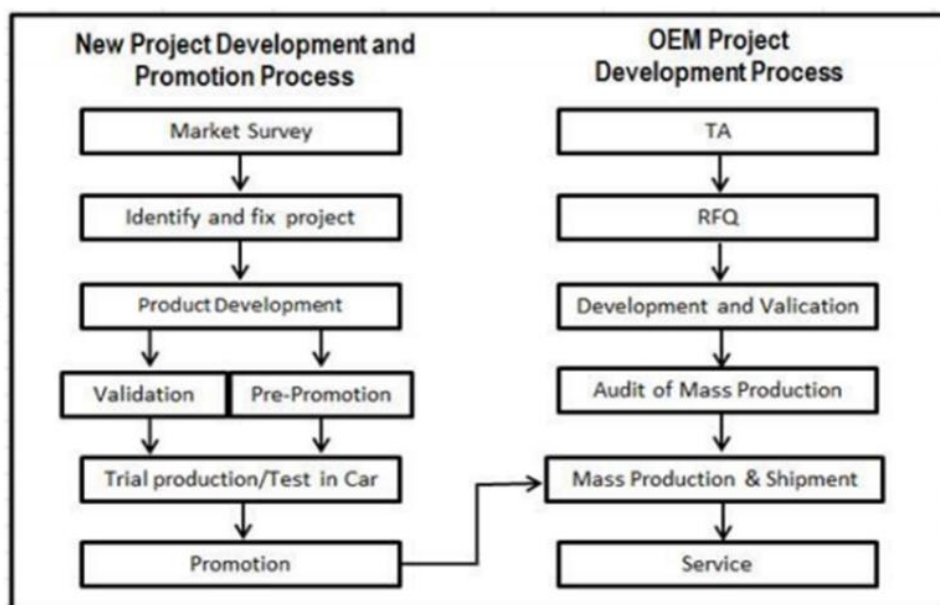 New Project Development and
Promotion Process
Market Survey
Identify and fix project
Product Development
Validation
Pre-Promotion
Trial production/Test in Car
Promotion
OEM Project
Development Process
TA
RFQ
Development and Valication
Audit of Mass Production
Mass Production & Shipment
Service